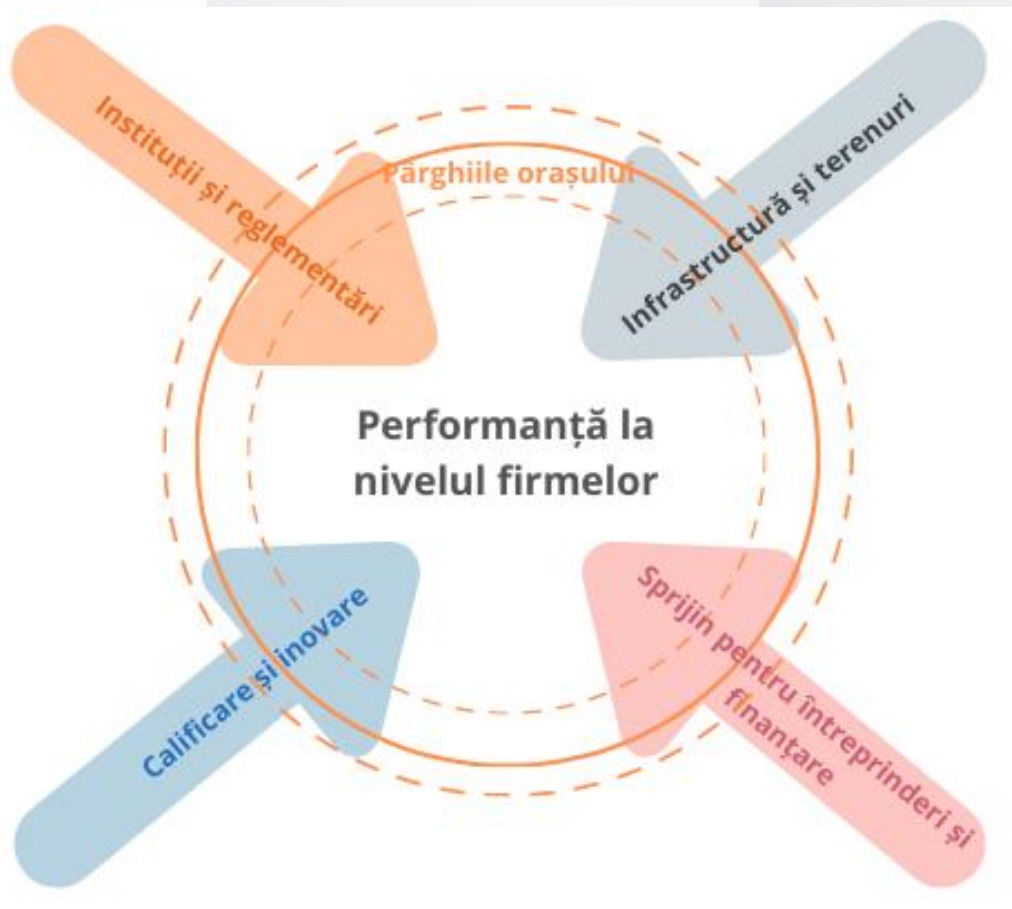 Instituții și reglementări
Pârghiile orașului
Infrastructură și terenuri
Performanță la
nivelul firmelor
Calificare și inovare
Sprijin pentru întreprinderi și
finanțare